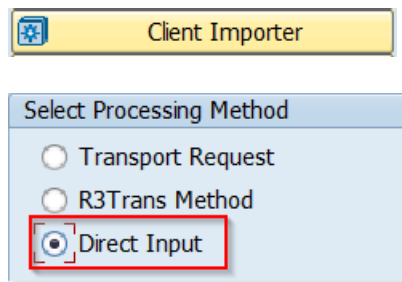 Client Importer
Select Processing Method
Transport Request
R3Trans Method
Direct Input